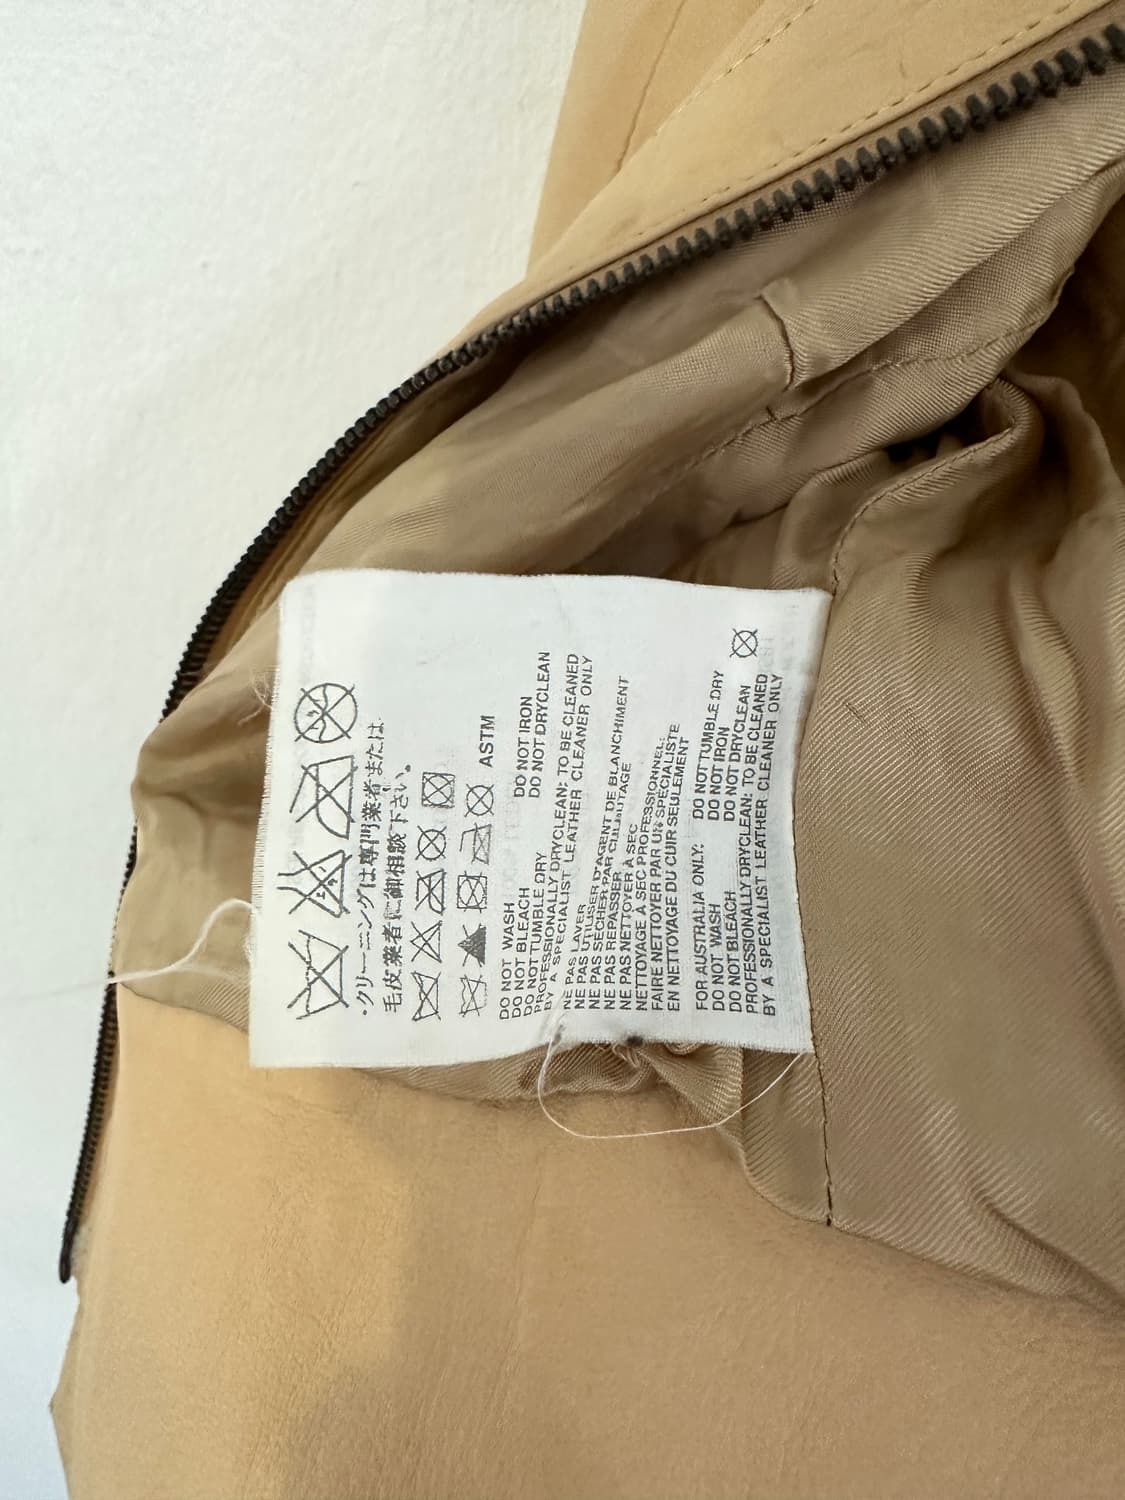 ・クリーニングは専門業者または
毛皮業者に御相談下さい。
ASTM
DO NOT WASH
DO NOT IRON
DO NOT BLEACH
DO NOT DRYCLEAN
DO NOT TUMBLE DRY
PROFESSIONALLY DRYCLEAN: TO BE CLEANED
BY A SPECIALIST LEATHER CLEANER ONLY
NE PAS LAVER
NE PAS UTILISER D'AGENT DE BLANCHIMENT
NE PAS SÉCHER PAR CULBUTAGE
NE PAS REPASSER
NE PAS NETTOYER À SEC
NETTOYAGE À SEC PROFESSIONNEL:
FAIRE NETTOYER PAR UN SPÉCIALISTE
EN NETTOYAGE DU CUIR SEULEMENT
FOR AUSTRALIA ONLY:
DO NOT TUMBLE DRY
DO NOT WASH
DO NOT IRON
DO NOT BLEACH
DO NOT DRYCLEAN
PROFESSIONALLY DRYCLEAN: TO BE CLEANED
BY A SPECIALIST LEATHER CLEANER ONLY